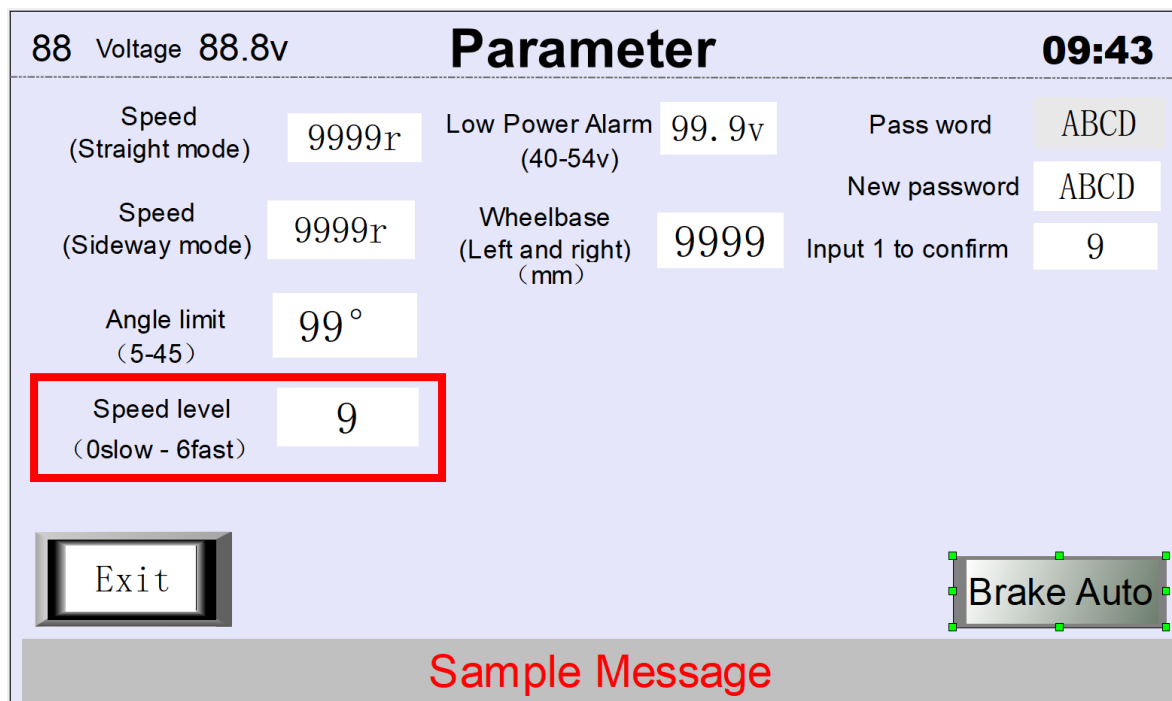 88 Voltage 88.8v Parameter 09:43
Speed
(Straight mode)
9999r
Low Power Alarm
(40-54v)
99.9v
Pass word ABCD
New password ABCD
Speed
(Sideway mode)
9999r
Wheelbase
(Left and right)
（mm）
9999
Input 1 to confirm 9
Angle limit
（5-45）
99°
Speed level
（0slow - 6fast）
9
Exit
Brake Auto
Sample Message